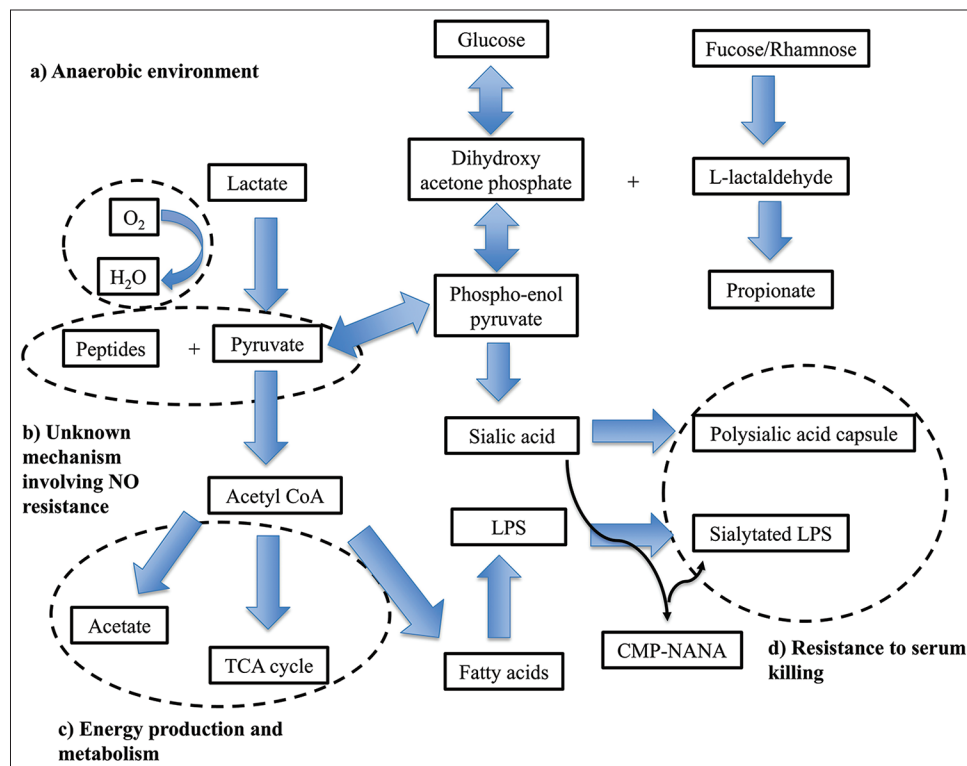 Glucose
Fucose/Rhamnose
a) Anaerobic environment
Dihydroxy
acetone phosphate
+
L-lactaldehyde
Lactate
O₂
H₂O
Propionate
Phospho-enol
pyruvate
Peptides
+
Pyruvate
b) Unknown
mechanism
involving NO
resistance
Sialic acid
Polysialic acid capsule
Acetyl CoA
LPS
Sialytated LPS
Acetate
TCA cycle
Fatty acids
CMP-NANA
d) Resistance to serum
killing
c) Energy production and
metabolism